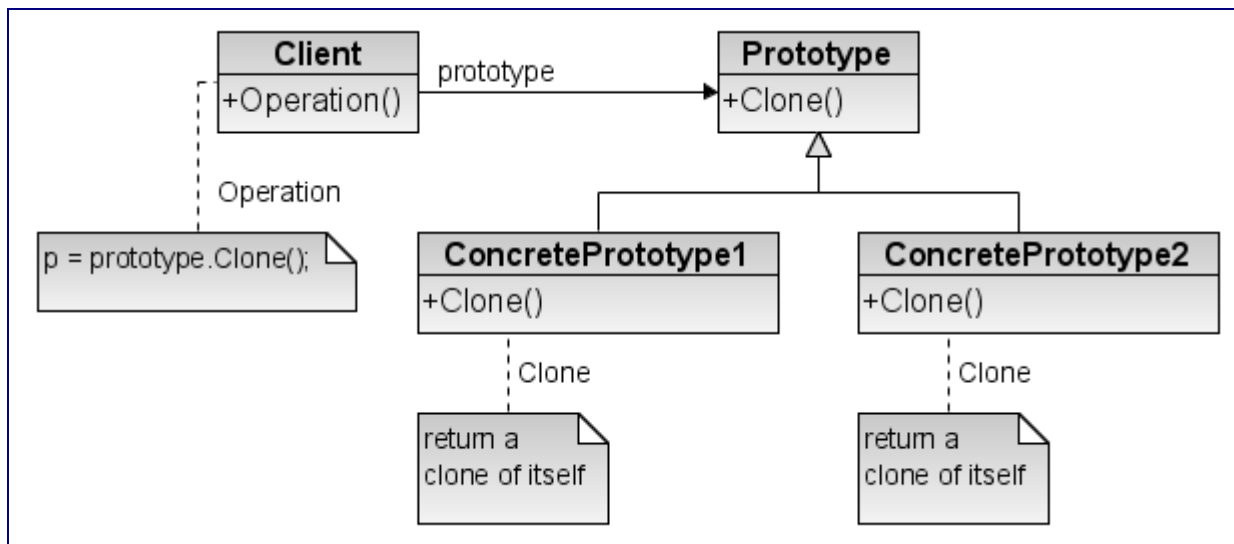 Client
+Operation()
prototype
Prototype
+Clone()
Operation
p = prototype.Clone();
ConcretePrototype1
+Clone()
ConcretePrototype2
+Clone()
Clone
return a
clone of itself
Clone
return a
clone of itself